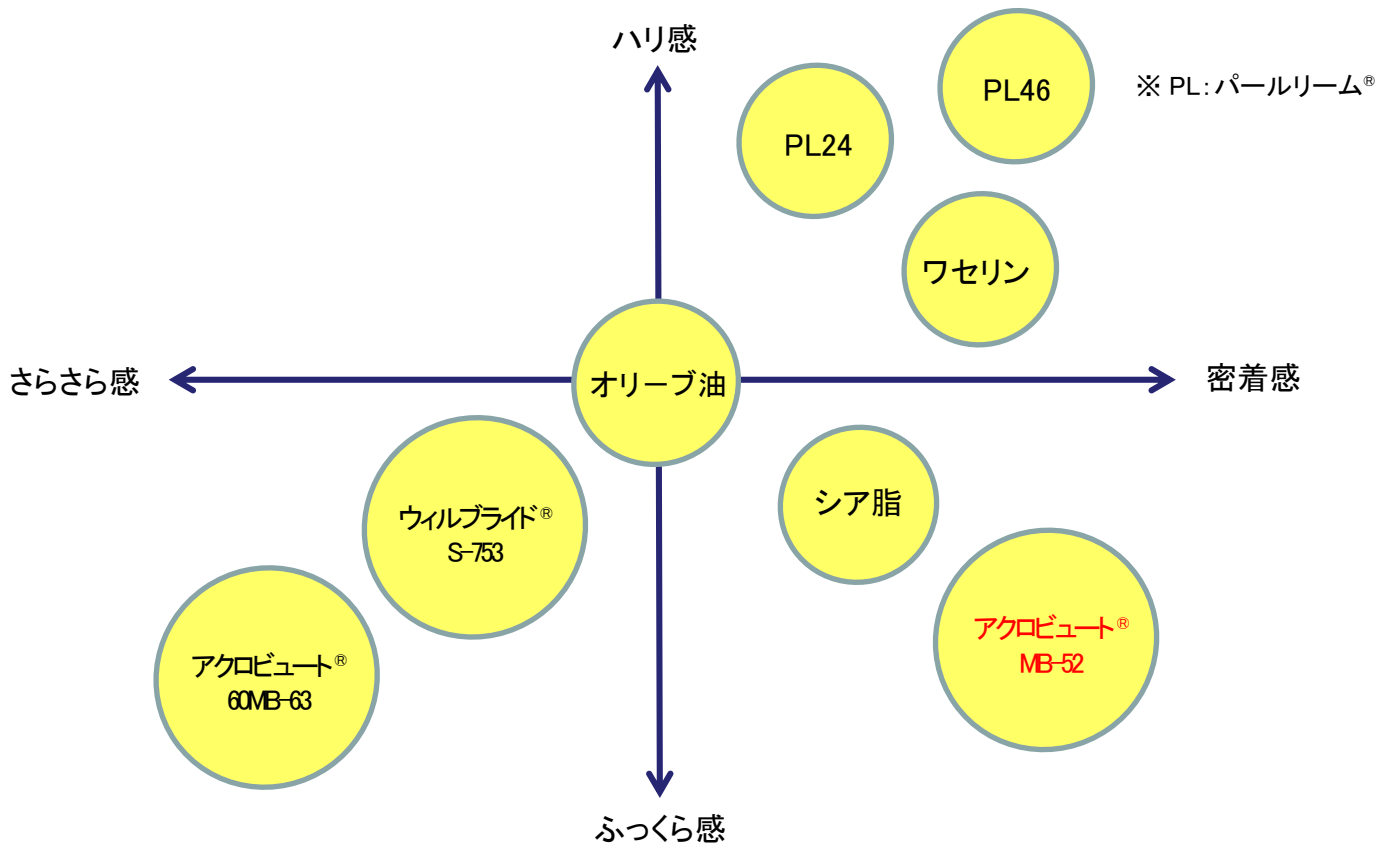 ハリ感
PL46
※ PL:パールリーム®
PL24
ワセリン
さらさら感
オリーブ油
密着感
シア脂
ウィルブライド®
S-753
アクロビュート®
MB-52
アクロビュート®
60MB-63
ふっくら感